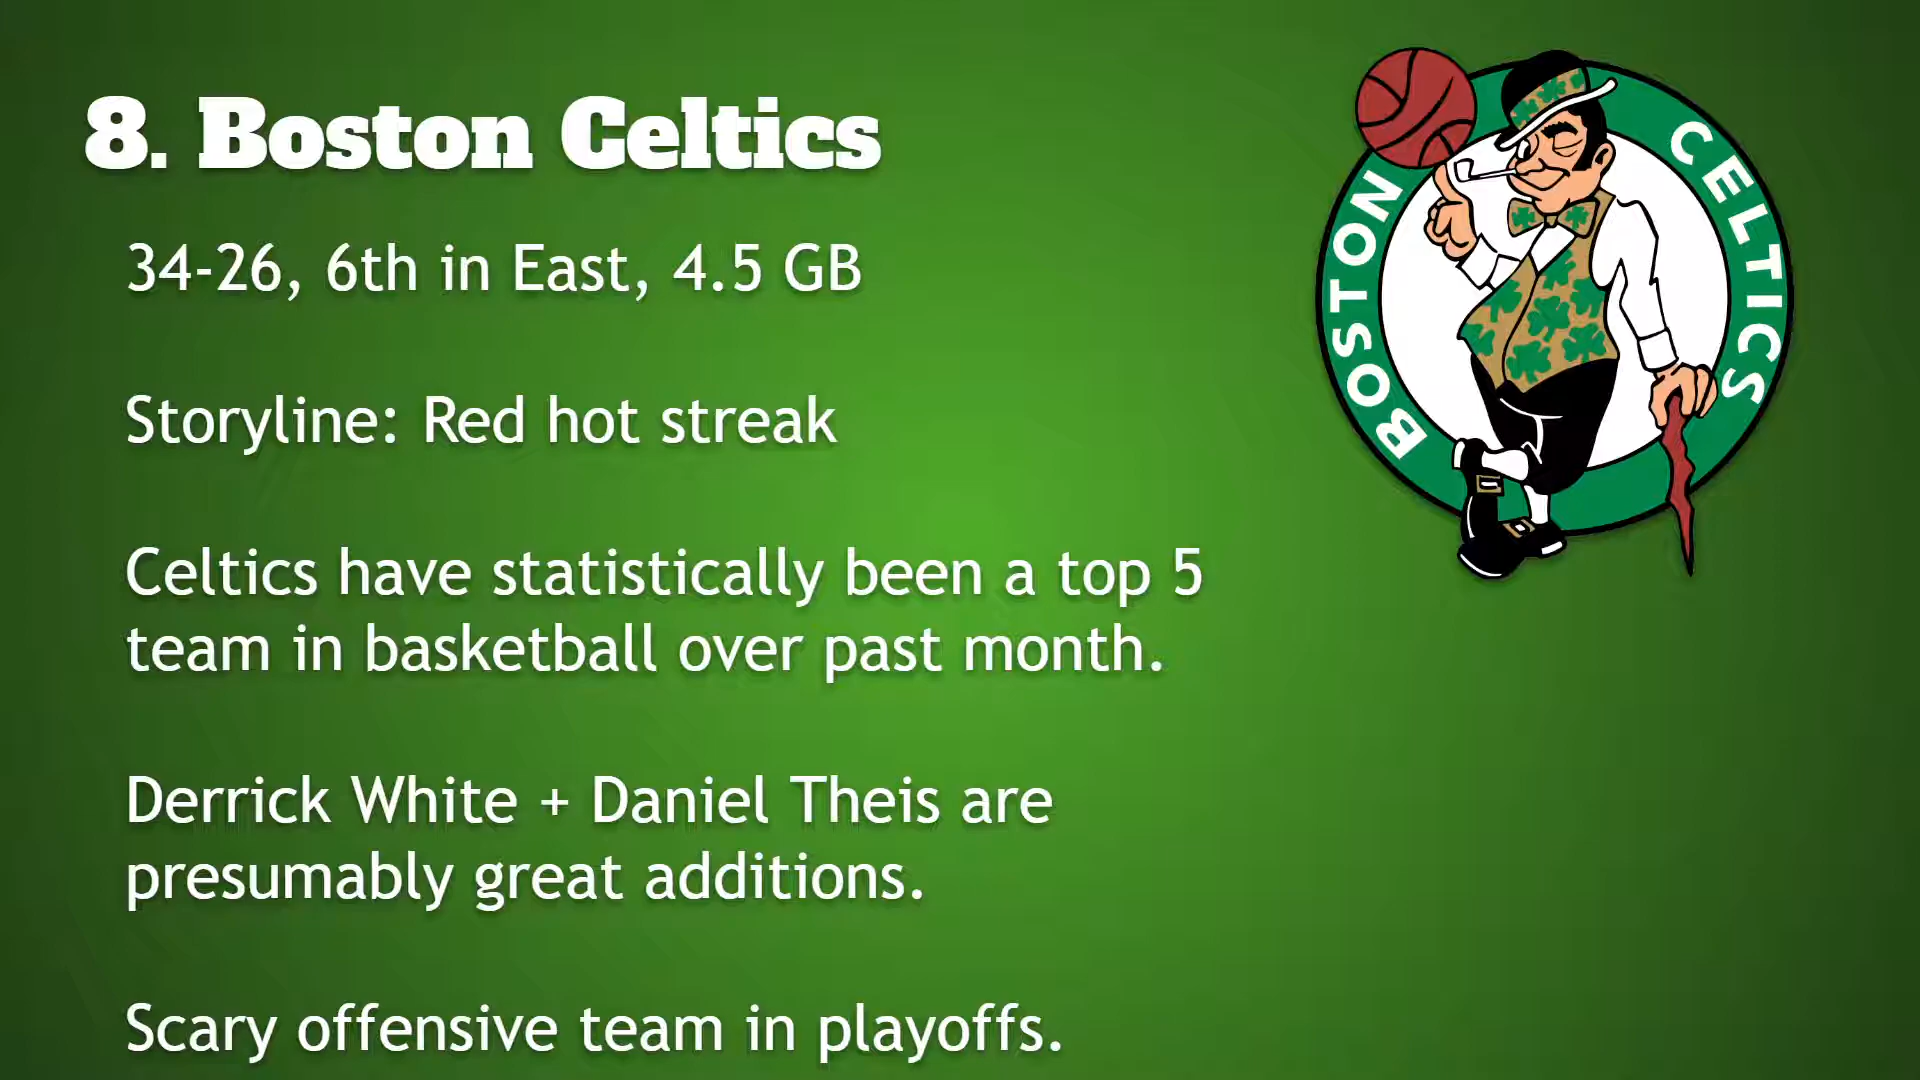 8. Boston Celtics
34-26, 6th in East, 4.5 GB
Storyline: Red hot streak
Celtics have statistically been a top 5
team in basketball over past month.
Derrick White + Daniel Theis are
presumably great additions.
Scary offensive team in playoffs.
BOSTON CELTICS